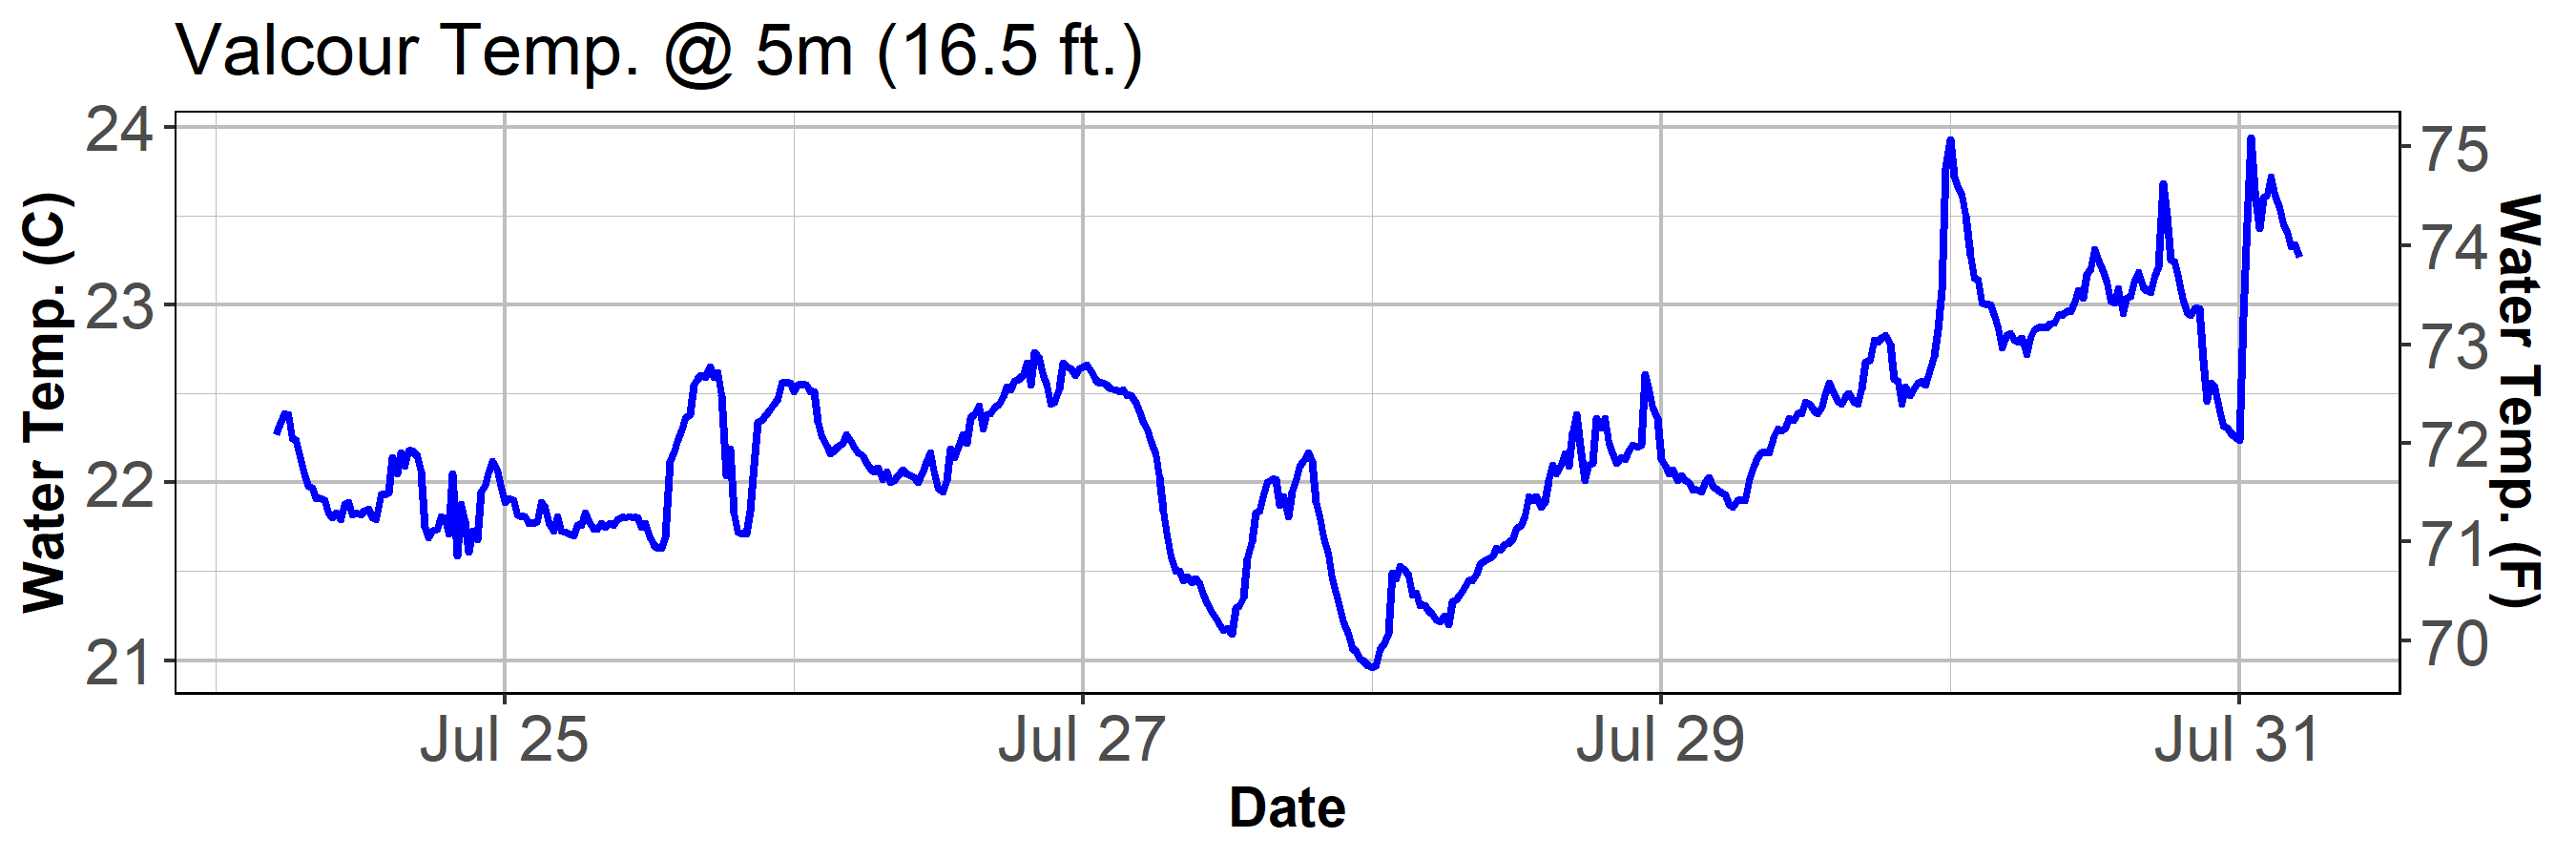 Valcour Temp. @ 5m (16.5 ft.)
Water Temp. (C)
24
23
22
21
75
74
73
72
71
70
Water Temp. (F)
Jul 25
Jul 27
Jul 29
Jul 31
Date